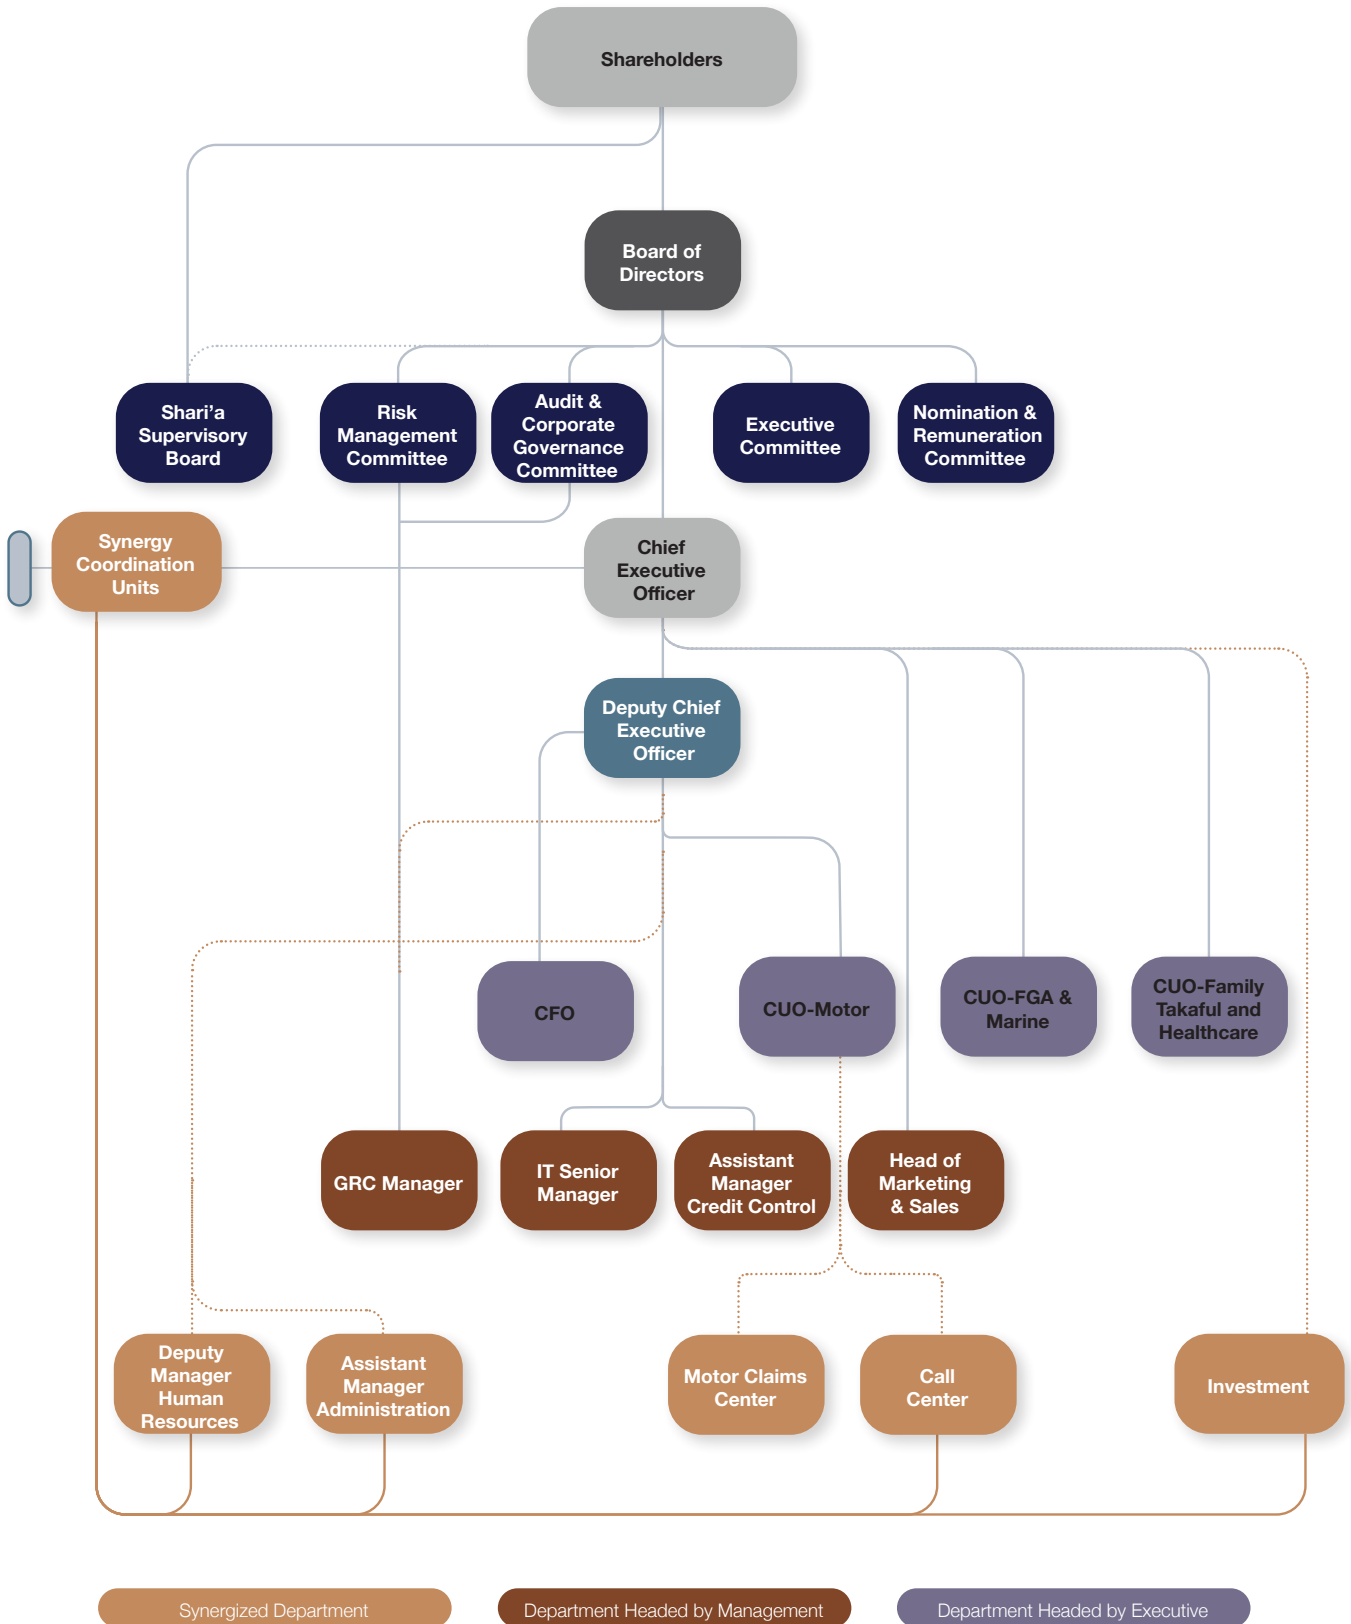 Shareholders
Board of
Directors
Shari'a
Supervisory
Board
Risk
Management
Committee
Audit &
Corporate
Governance
Committee
Executive
Committee
Nomination &
Remuneration
Committee
Synergy
Coordination
Units
Chief
Executive
Officer
Deputy Chief
Executive
Officer
CFO
CUO-Motor
CUO-FGA &
Marine
CUO-Family
Takaful and
Healthcare
GRC Manager
IT Senior
Manager
Assistant
Manager
Credit Control
Head of
Marketing
& Sales
Deputy
Manager
Human
Resources
Assistant
Manager
Administration
Motor Claims
Center
Call
Center
Investment
Synergized Department
Department Headed by Management
Department Headed by Executive